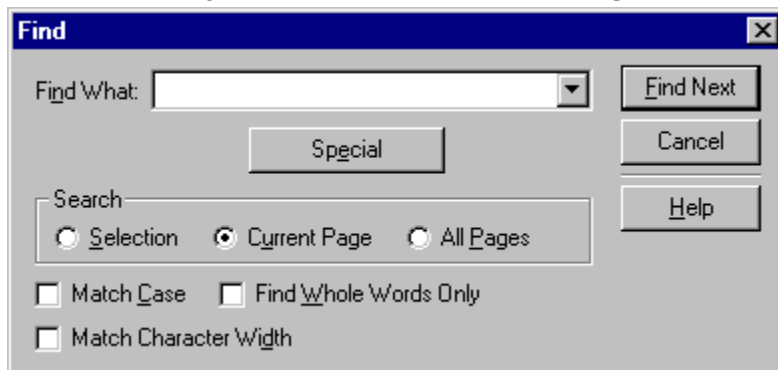 Find
Find What:
Find Next
Special
Cancel
Search
Help
Selection
Current Page
All Pages
Match Case
Find Whole Words Only
Match Character Width